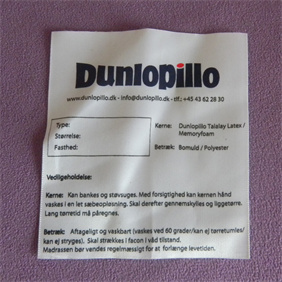 Dunlopillo
www.dunlopillo.dk - info@dunlopillo.dk - tlf.: +45 43 62 28 30
Type:
Størrelse:
Fasthed:
Kerne: Dunlopillo Talalay Latex /
Memoryfoam
Betræk: Bomuld / Polyester
Vedligeholdelse:
Kerne: Kan bankes og støvsuges. Med forsigtighed kan kernen hånd
vaskes i en let sæbeopløsning. Skal derefter gennemskylles og liggetørre.
Lang tørretid må påregnes.
Betræk: Aftageligt og vaskbart (vaskes ved 60 grader/kan ej tørretumles/
kan ej stryges). Skal strækkes i facon i våd tilstand.
Madrassen bør vendes regelmæssigt for at forlænge levetiden.